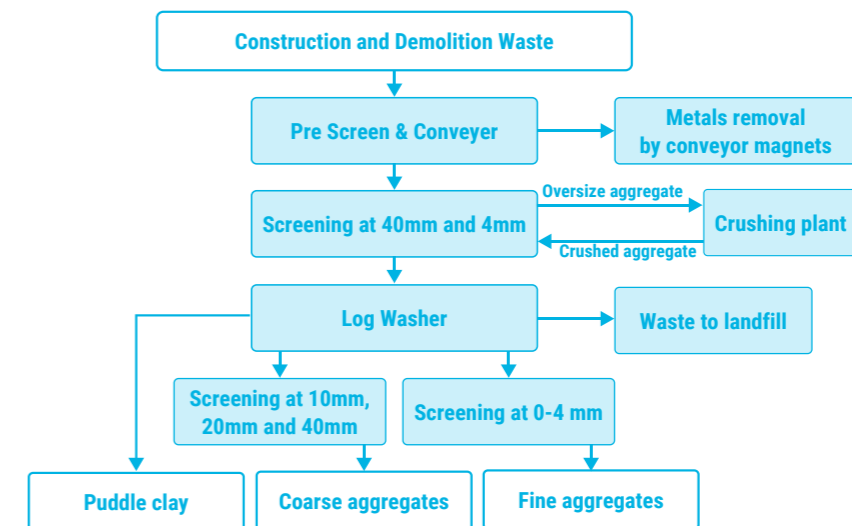 Construction and Demolition Waste
Pre Screen & Conveyer
Metals removal
by conveyor magnets
Screening at 40mm and 4mm
Oversize aggregate
Crushed aggregate
Crushing plant
Log Washer
Waste to landfill
Screening at 10mm,
20mm and 40mm
Screening at 0-4 mm
Puddle clay
Coarse aggregates
Fine aggregates